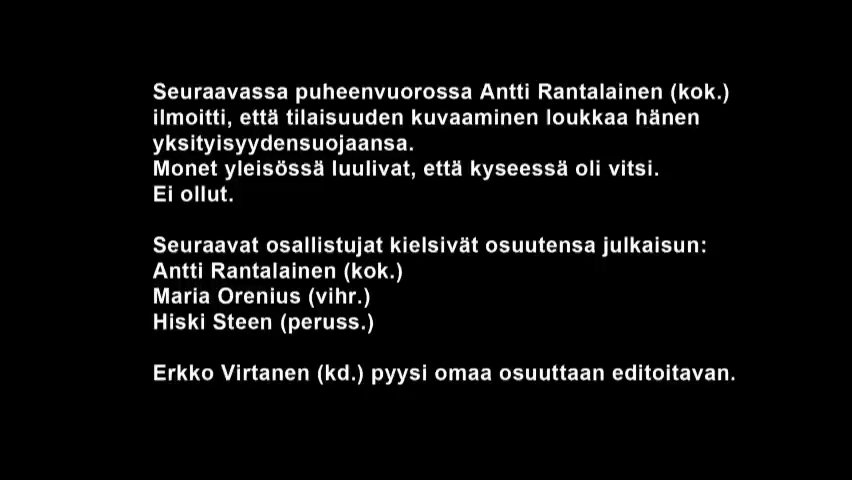 Seuraavassa puheenvuorossa Antti Rantalainen (kok.)
ilmoitti, että tilaisuuden kuvaaminen loukkaa hänen
yksityisyydensuojaansa.
Monet yleisössä luulivat, että kyseessä oli vitsi.
Ei ollut.
Seuraavat osallistujat kielsivät osuutensa julkaisun:
Antti Rantalainen (kok.)
Maria Orenius (vihr.)
Hiski Steen (peruss.)
Erkko Virtanen (kd.) pyysi omaa osuuttaan editoitavan.